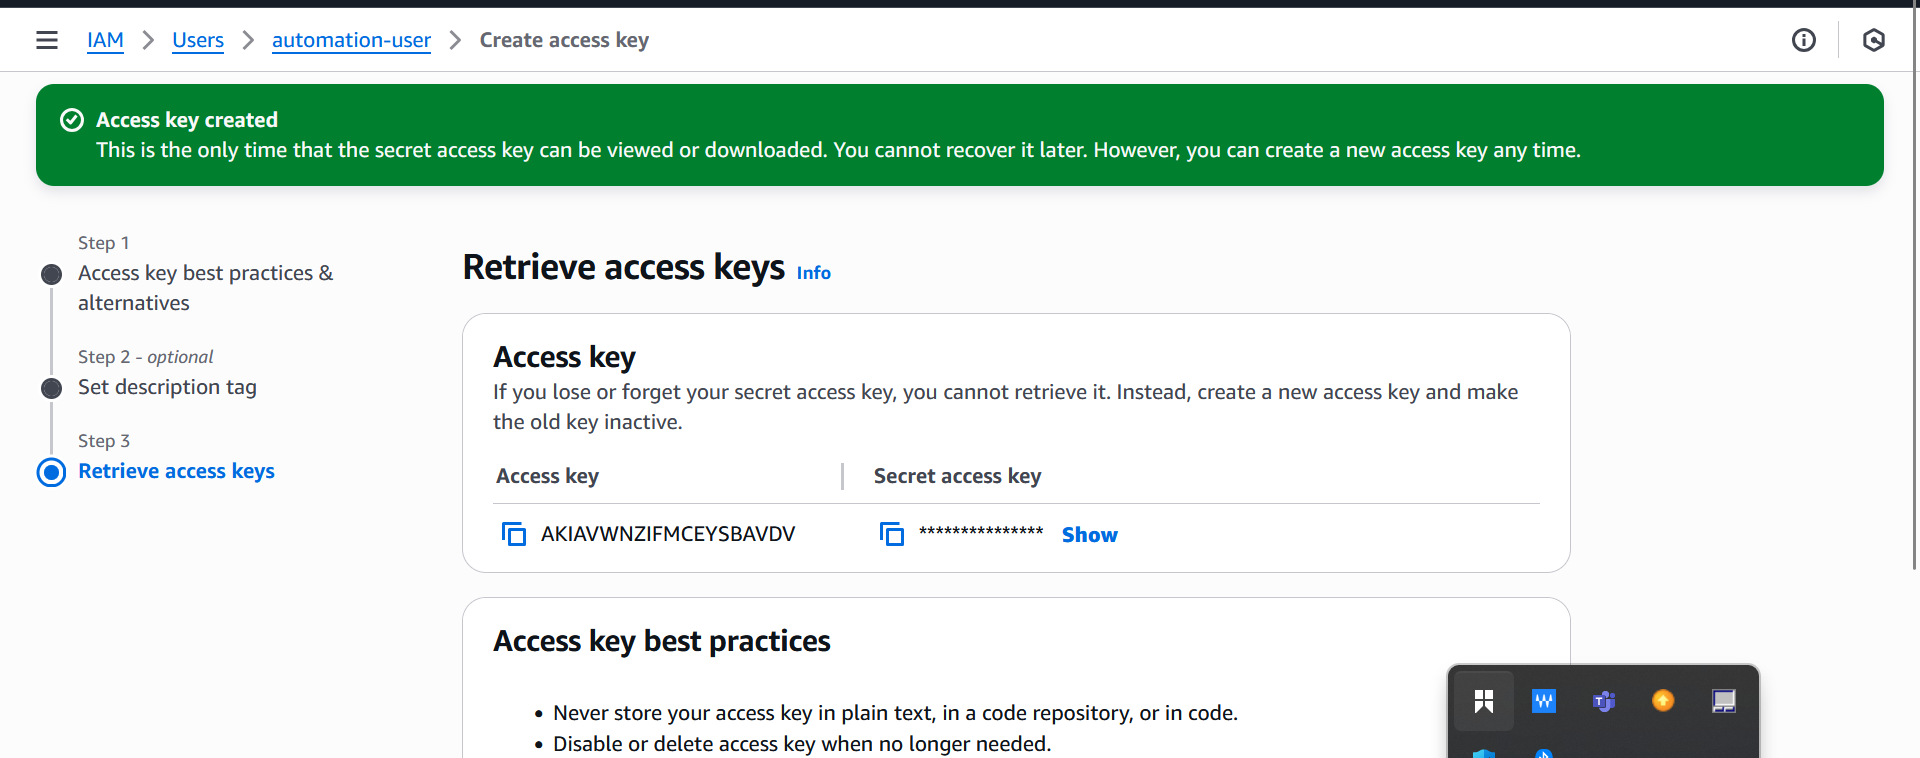 IAM > Users > automation-user > Create access key
Access key created
This is the only time that the secret access key can be viewed or downloaded. You cannot recover it later. However, you can create a new access key any time.
Step 1
Access key best practices &
alternatives
Step 2 - optional
Set description tag
Step 3
Retrieve access keys
Retrieve access keys Info
Access key
If you lose or forget your secret access key, you cannot retrieve it. Instead, create a new access key and make
the old key inactive.
Access key
Secret access key
AKIAVWNZIFMCEYSBAVDV
*************** Show
Access key best practices
• Never store your access key in plain text, in a code repository, or in code.
• Disable or delete access key when no longer needed.